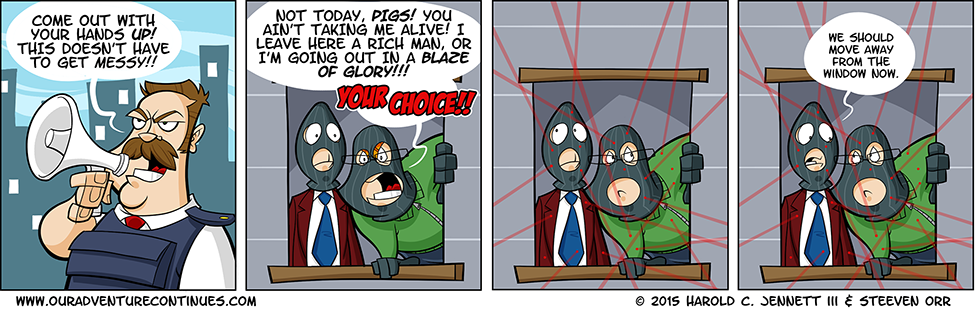 COME OUT WITH
YOUR HANDS UP!
THIS DOESN'T HAVE
TO GET MESSY!!
NOT TODAY, PIGS! YOU
AIN'T TAKING ME ALIVE! I
LEAVE HERE A RICH MAN, OR
I'M GOING OUT IN A BLAZE
OF GLORY!!!
YOUR CHOICE!!
WE SHOULD
MOVE AWAY
FROM THE
WINDOW NOW.
WWW.OURADVENTURECONTINUES.COM
© 2015 HAROLD C. JENNETT III & STEEVEN ORR